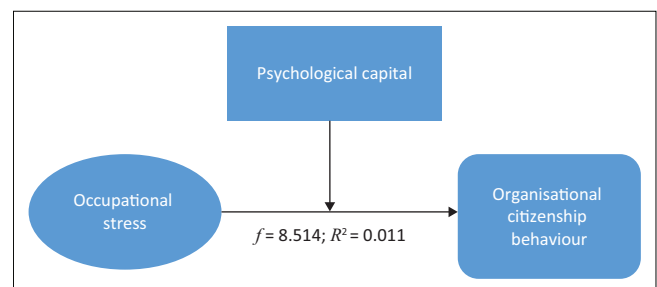 Psychological capital
Occupational
stress
f = 8.514; R² = 0.011
Organisational
citizenship
behaviour